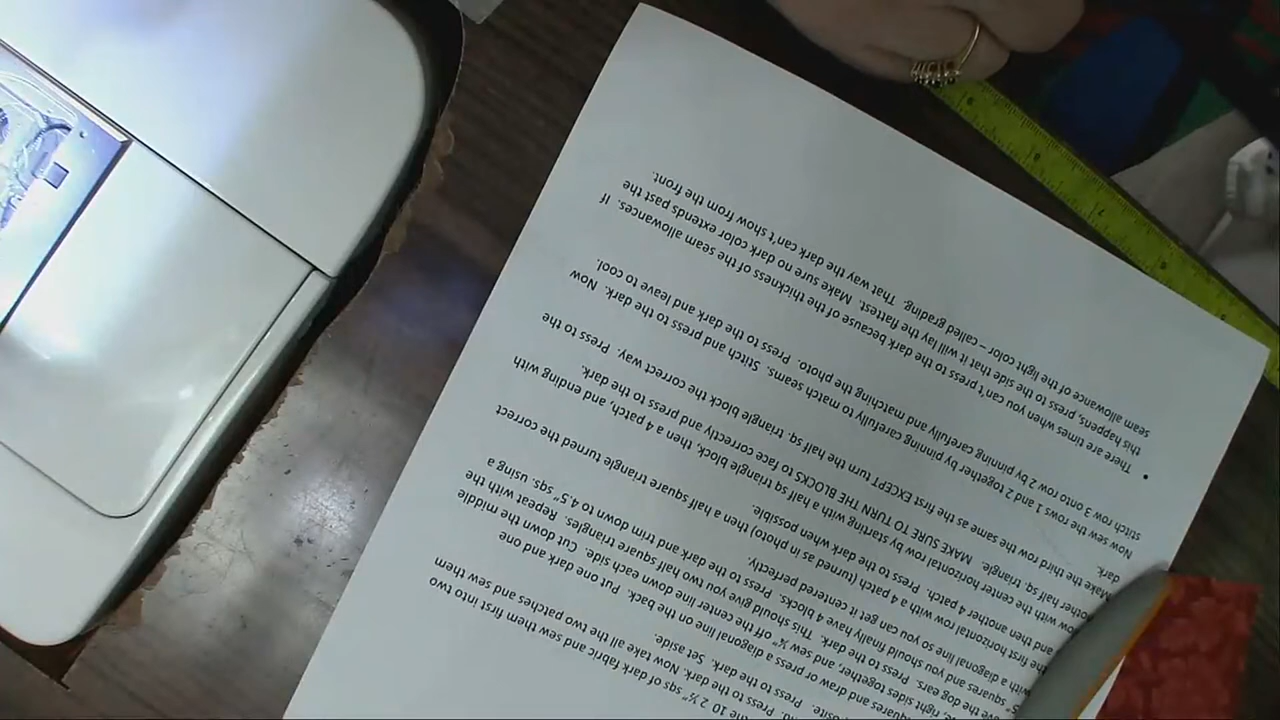 10 2 ½" sqs of dark fabric and sew them first into two
Press to the dark. Now take all the two patches and sew them
Press to the dark. Set aside.
squares and draw or press a diagonal line on the back. Put one dark and one
right sides together, and sew ¼" off the center line down each side. Cut down the middle
the dog ears. Press to the dark. This should give you two half square triangles. Repeat with the
squares and you should finally have 4 blocks. Press to the dark and trim down to 4.5" sqs. using a
with a diagonal line so you can get it centered perfectly.
the first horizontal row with a 4 patch (turned as in photo) then a half square triangle turned the correct
and then another 4 patch. Press to the dark when possible.
with the center horizontal row by starting with a half sq triangle block, then a 4 patch, and ending with
other half sq. triangle. MAKE SURE TO TURN THE BLOCKS to face correctly and press to the dark.
Make the third row the same as the first EXCEPT turn the half sq. triangle block the correct way. Press to the
dark.
Now sew the rows 1 and 2 together by pinning carefully to match seams. Stitch and press to the dark. Now
stitch row 3 onto row 2 by pinning carefully and matching the photo. Press to the dark and leave to cool.
• There are times when you can't press to the dark because of the thickness of the seam allowances. If
this happens, press to the side that it will lay the flattest. Make sure no dark color extends past the
seam allowance of the light color – called grading. That way the dark can't show from the front.